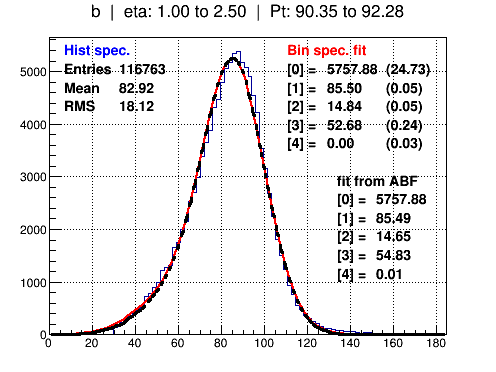 b | eta: 1.00 to 2.50 | Pt: 90.35 to 92.28
Hist spec.
Entries 116763
Mean 82.92
RMS 18.12
Bin spec. fit
[0] = 5757.88 (24.73)
[1] = 85.50 (0.05)
[2] = 14.84 (0.05)
[3] = 52.68 (0.24)
[4] = 0.00 (0.03)
fit from ABF
[0] = 5757.88
[1] = 85.49
[2] = 14.65
[3] = 54.83
[4] = 0.01
5000
4000
3000
2000
1000
0
0 20 40 60 80 100 120 140 160 180